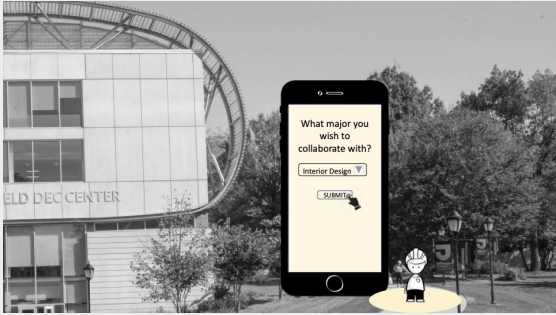 What major you
wish to
collaborate with?
Interior Design
SUBMIT
ELD DEC CENTER